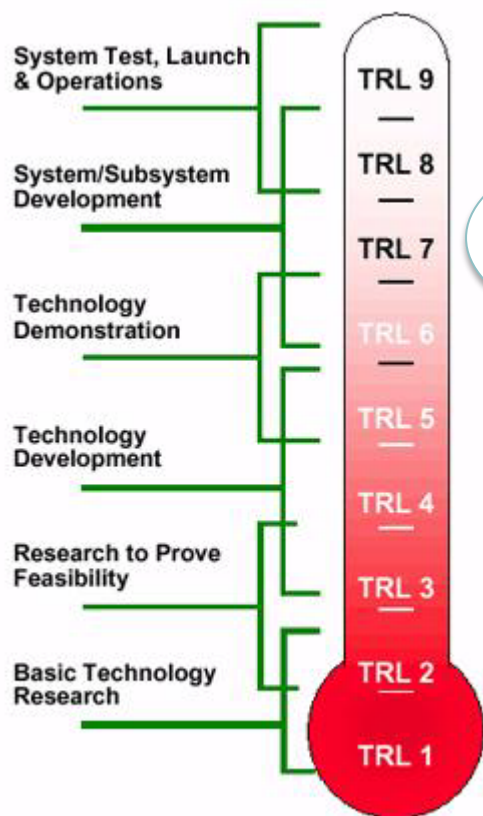 System Test, Launch
& Operations
System/Subsystem
Development
Technology
Demonstration
Technology
Development
Research to Prove
Feasibility
Basic Technology
Research
TRL 9
TRL 8
TRL 7
TRL 6
TRL 5
TRL 4
TRL 3
TRL 2
TRL 1